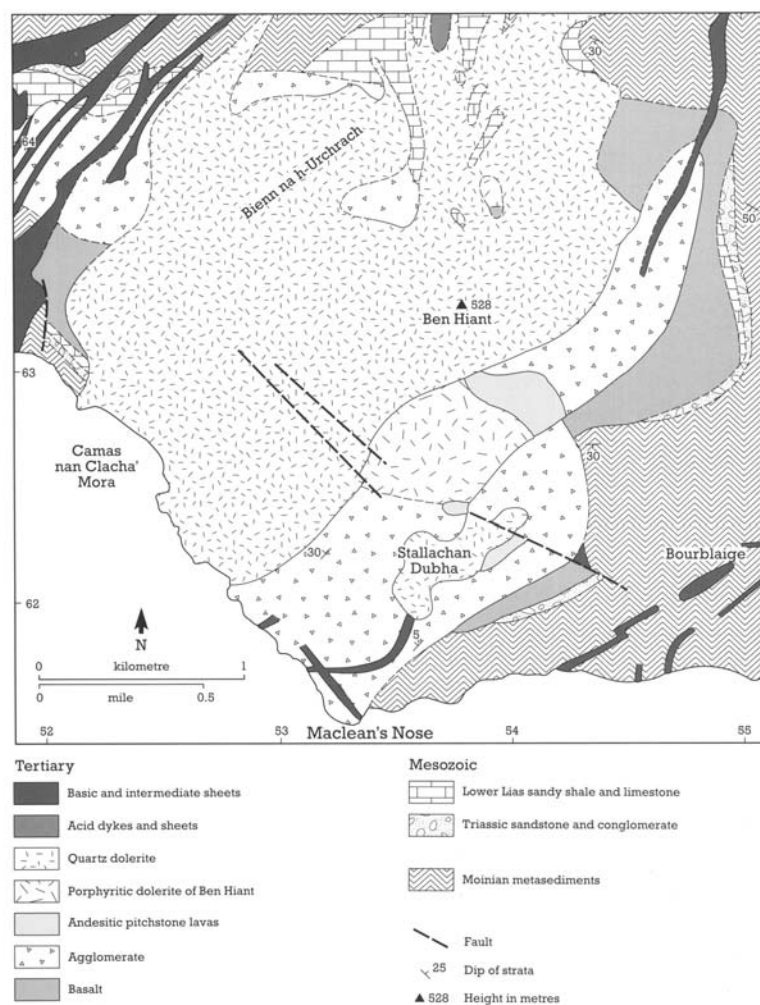 30
64
50
Bienn na h-Urchrach
528
Ben Hiant
63
Camas
nan Clacha'
Mora
30
30
Stallachan
Dubha
Bourblaige
62
N
5
0 kilometre 1
0 mile 0.5
Maclean's Nose
52 53 54 55
Tertiary
Basic and intermediate sheets
Acid dykes and sheets
Quartz dolerite
Porphyritic dolerite of Ben Hiant
Andesitic pitchstone lavas
Agglomerate
Basalt
Mesozoic
Lower Lias sandy shale and limestone
Triassic sandstone and conglomerate
Moinian metasediments
Fault
25 Dip of strata
528 Height in metres